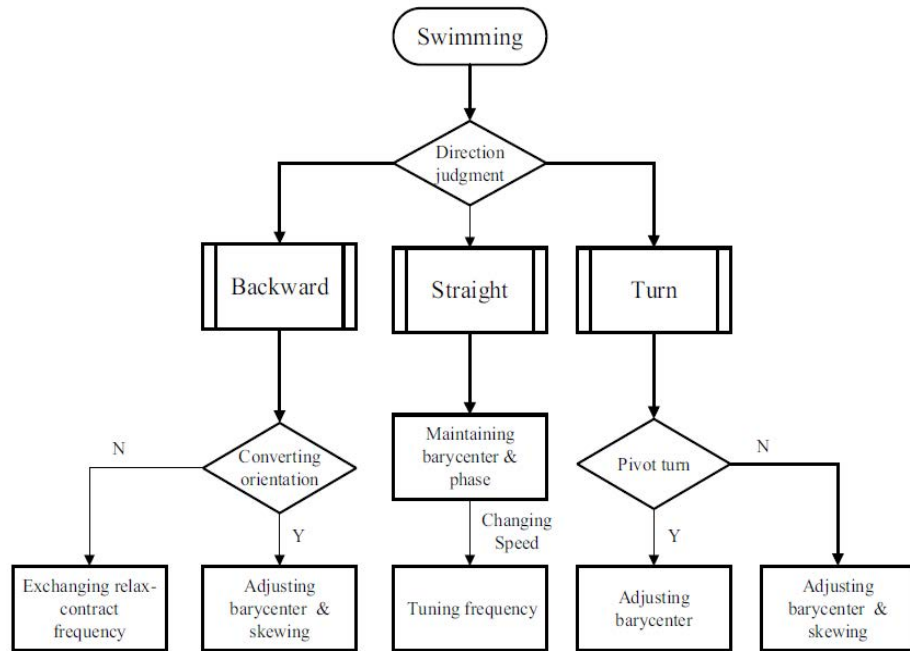 Swimming
Direction
judgment
Backward
Straight
Turn
N
Converting
orientation
Y
Maintaining
barycenter &
phase
Changing
Speed
Pivot turn
N
Y
Exchanging relax-
contract
frequency
Adjusting
barycenter &
skewing
Tuning frequency
Adjusting
barycenter
Adjusting
barycenter &
skewing